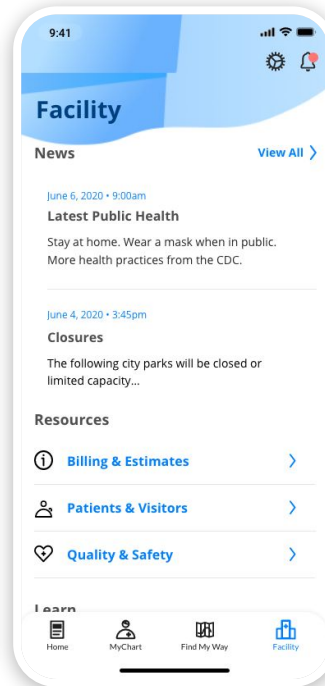 9:41
Facility
News
View All
June 6, 2020 • 9:00am
Latest Public Health
Stay at home. Wear a mask when in public.
More health practices from the CDC.
June 4, 2020 • 3:45pm
Closures
The following city parks will be closed or
limited capacity...
Resources
Billing & Estimates
Patients & Visitors
Quality & Safety
Learn
Home
MyChart
Find My Way
Facility